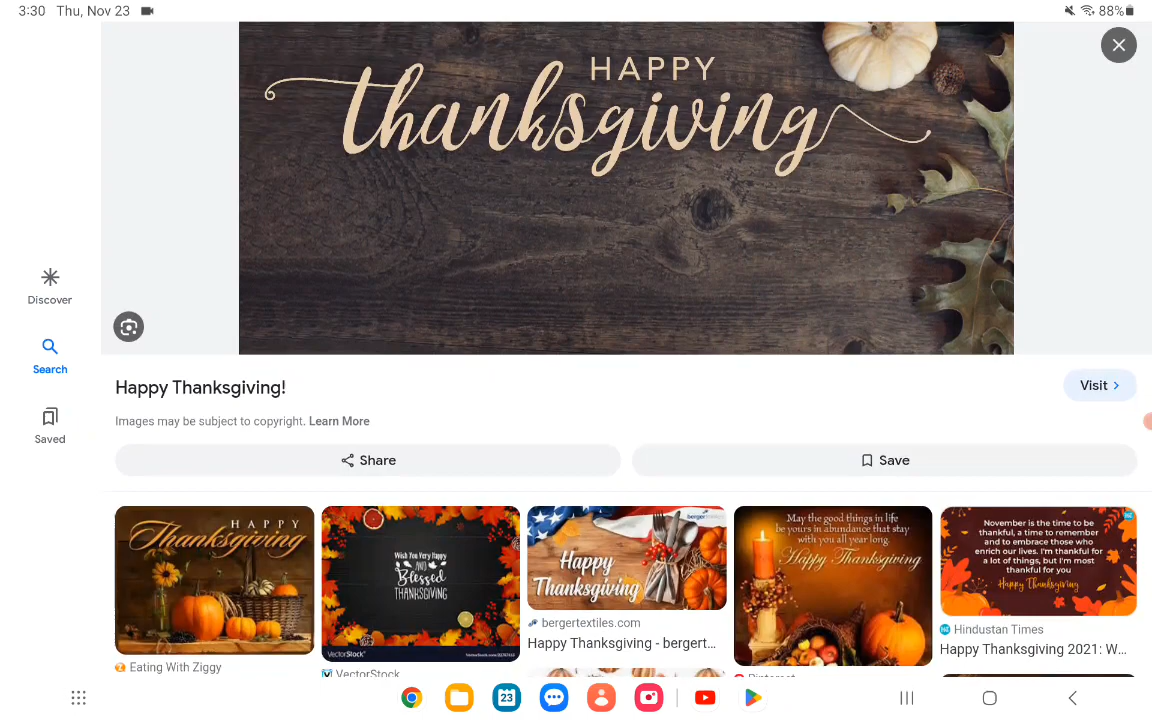 3:30 Thu, Nov 23
88%
HAPPY
thanksgiving
Discover
Search
Saved
Happy Thanksgiving!
Visit >
Images may be subject to copyright. Learn More
Share
Save
HAPPY
Thanksgiving
Eating With Ziggy
Wish You Very Happy
AND
Blessed
THANKSGIVING
VectorStock
VectorStock
berger
Happy
Thanksgiving
bergertextiles.com
Happy Thanksgiving - bergert...
May the good things in life
be yours in abundance that stay
with you all year long.
Happy Thanksgiving
Pinterest
November is the time to be
thankful, a time to remember
and to embrace those who
enrich our lives. I'm thankful for
a lot of things, but I'm most
thankful for you
Happy Thanksgiving
Hindustan Times
Happy Thanksgiving 2021: W...
23